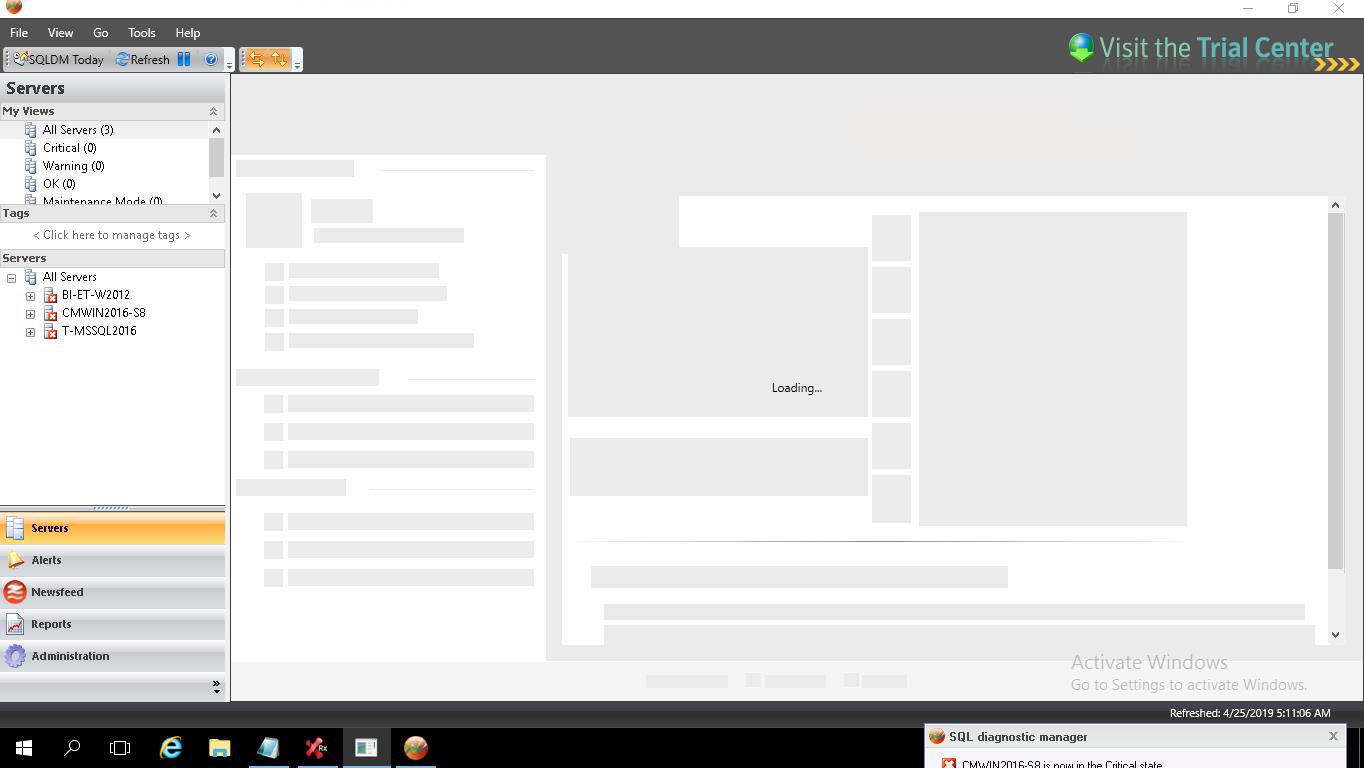 File View Go Tools Help
Visit the Trial Center
SQLDM Today Refresh
Servers
My Views
All Servers (3)
Critical (0)
Warning (0)
OK (0)
Maintenance Mode (0)
Tags
< Click here to manage tags >
Servers
All Servers
BI-ET-W2012
CMWIN2016-S8
T-MSSQL2016
Loading...
Servers
Alerts
Newsfeed
Reports
Administration
Activate Windows
Go to Settings to activate Windows.
Refreshed: 4/25/2019 5:11:06 AM
Rx
SQL diagnostic manager
CMWIN2016-S8 is now in the Critical state